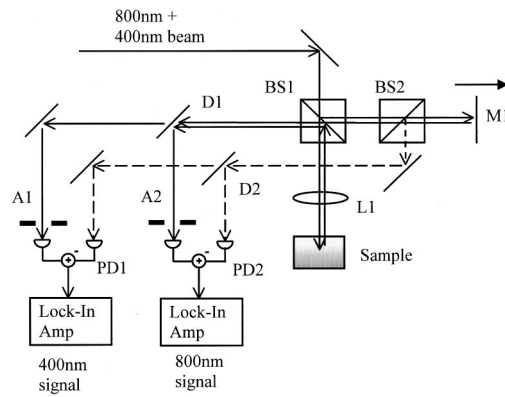 800nm +
400nm beam
BS1
BS2
D1
M1
A1
A2
D2
L1
-
-
+
+
Sample
PD1
PD2
Lock-In
Amp
Lock-In
Amp
400nm
signal
800nm
signal